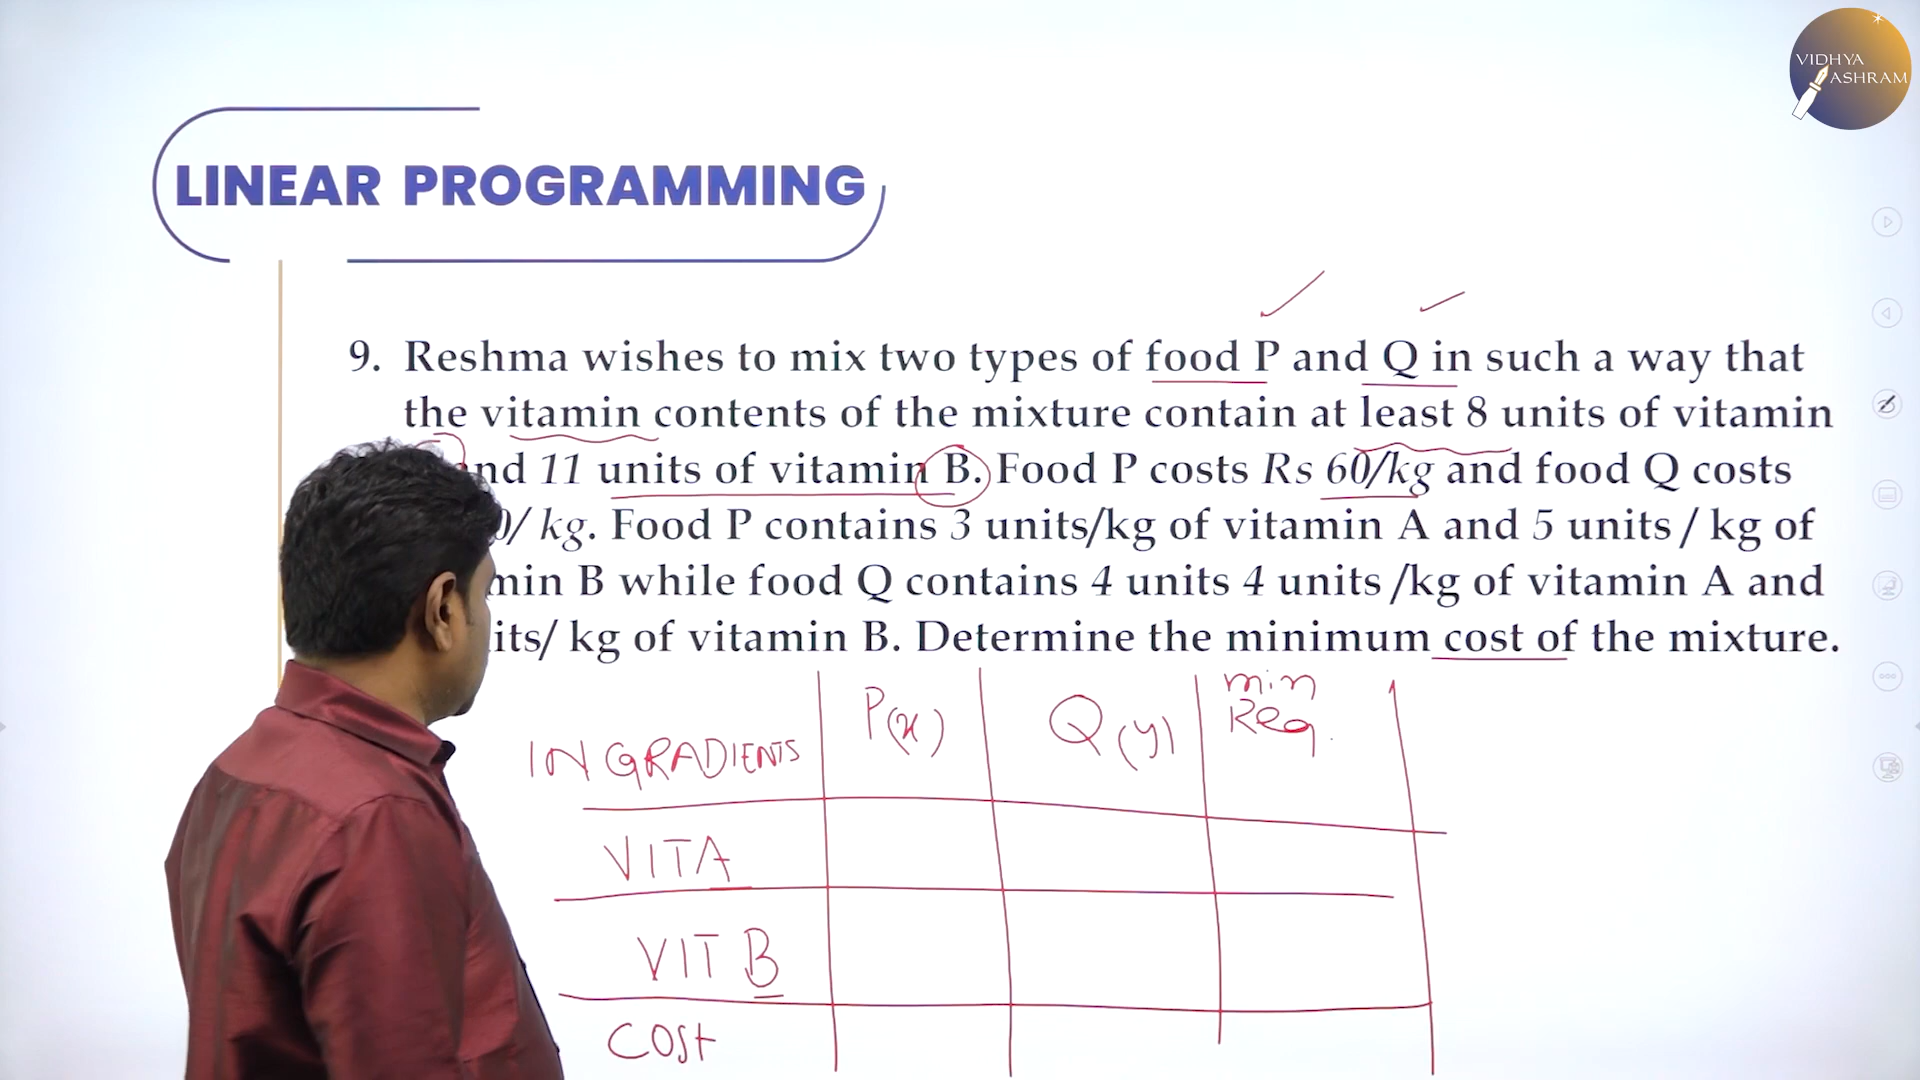 VIDHYA
ASHRAM
LINEAR PROGRAMMING
9. Reshma wishes to mix two types of food P and Q in such a way that
the vitamin contents of the mixture contain at least 8 units of vitamin
and 11 units of vitamin B. Food P costs Rs 60/kg and food Q costs
/ kg. Food P contains 3 units/kg of vitamin A and 5 units / kg of
min B while food Q contains 4 units 4 units /kg of vitamin A and
its/ kg of vitamin B. Determine the minimum cost of the mixture.
INGRADIENTS P(x) Q(y) min Req.
VITA
VIT B
COST